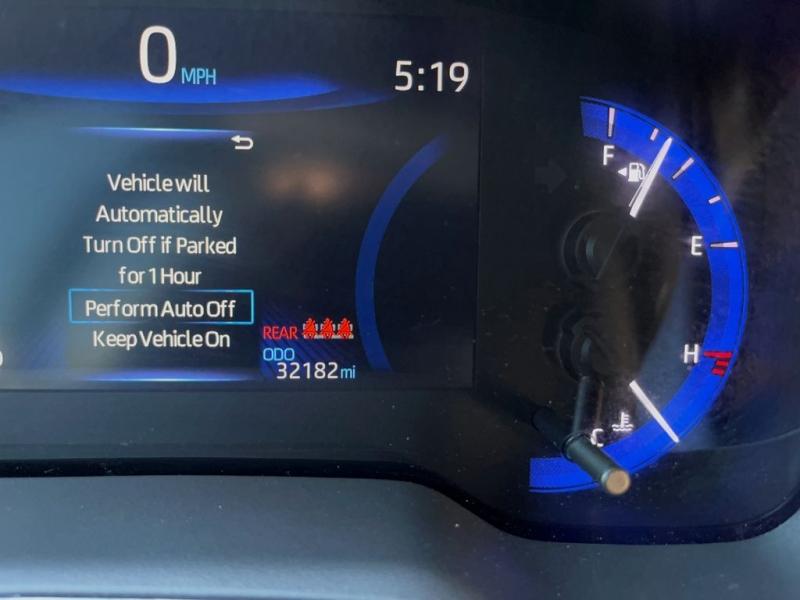 0 MPH
5:19
F
Vehicle will
Automatically
Turn Off if Parked
for 1 Hour
E
Perform Auto Off
Keep Vehicle On
REAR
H
ODO
32182 mi
C